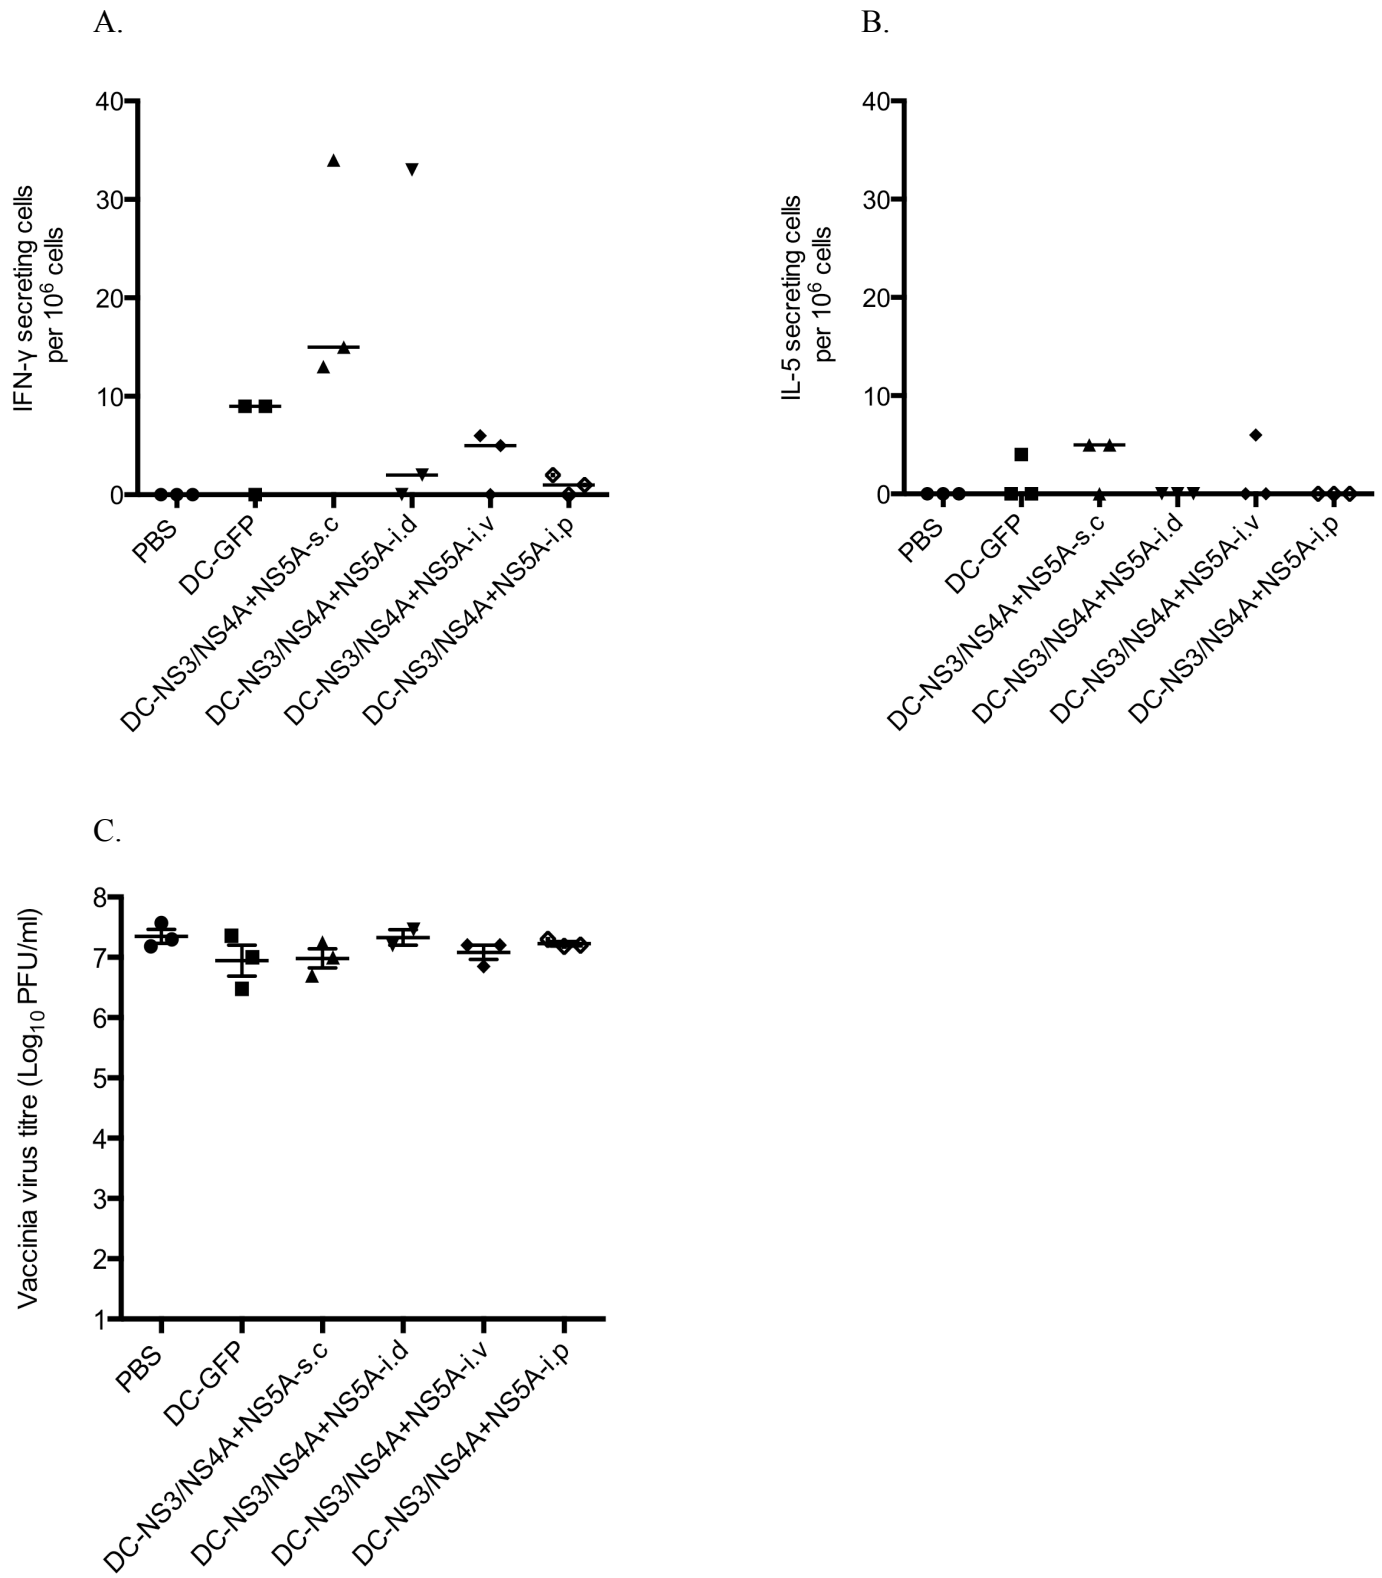 A.
40
30
20
10
0
IFN-γ secreting cells
per 10⁶ cells
PBS
DC-GFP
DC-NS3/NS4A+NS5A-s.c
DC-NS3/NS4A+NS5A-i.d
DC-NS3/NS4A+NS5A-i.v
DC-NS3/NS4A+NS5A-i.p
B.
40
30
20
10
0
IL-5 secreting cells
per 10⁶ cells
PBS
DC-GFP
DC-NS3/NS4A+NS5A-s.c
DC-NS3/NS4A+NS5A-i.d
DC-NS3/NS4A+NS5A-i.v
DC-NS3/NS4A+NS5A-i.p
C.
8
7
6
5
4
3
2
1
Vaccinia virus titre (Log₁₀ PFU/ml)
PBS
DC-GFP
DC-NS3/NS4A+NS5A-s.c
DC-NS3/NS4A+NS5A-i.d
DC-NS3/NS4A+NS5A-i.v
DC-NS3/NS4A+NS5A-i.p